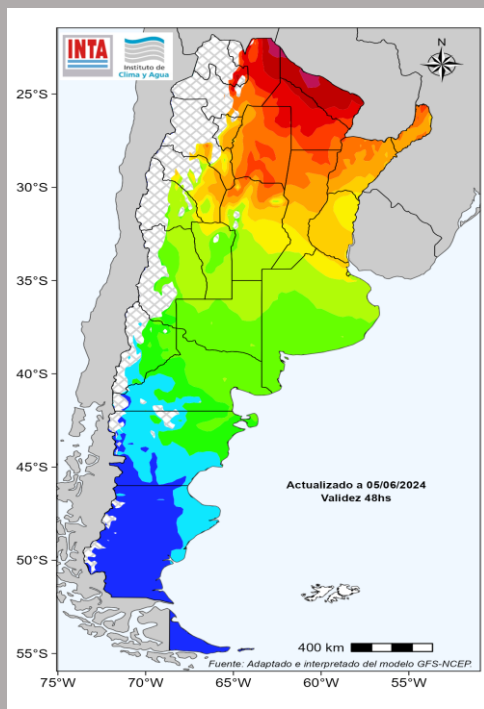 INTA
Instituto de
Clima y Agua
N
25°S
30°S
35°S
40°S
45°S
Actualizado a 05/06/2024
Validez 48hs
50°S
400 km
55°S
Fuente: Adaptado e interpretado del modelo GFS-NCEP.
75°W 70°W 65°W 60°W 55°W